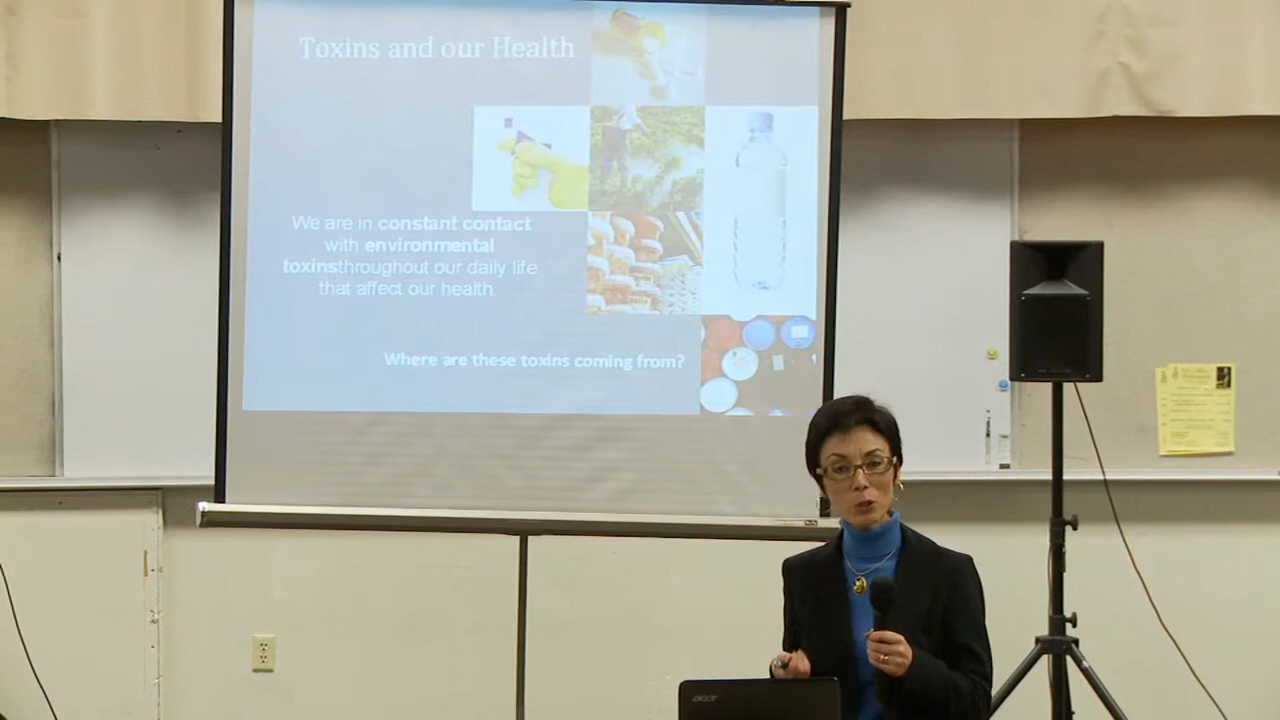 Toxins and our Health
We are in constant contact
with environmental
toxinsthroughout our daily life
that affect our health.
Where are these toxins coming from?
acer